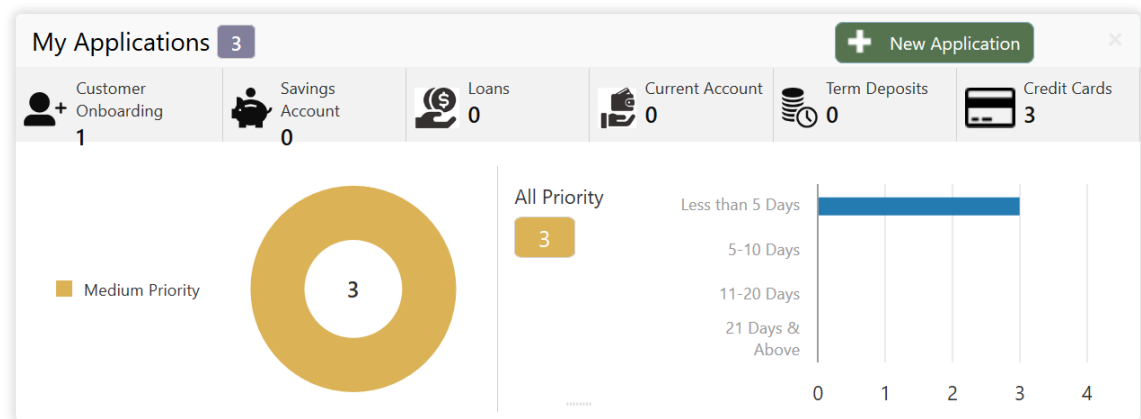 My Applications 3
New Application
Customer
Onboarding
1
Savings
Account
0
Loans
0
Current Account
0
Term Deposits
0
Credit Cards
3
Medium Priority
3
All Priority
3
Less than 5 Days
5-10 Days
11-20 Days
21 Days &
Above
0 1 2 3 4